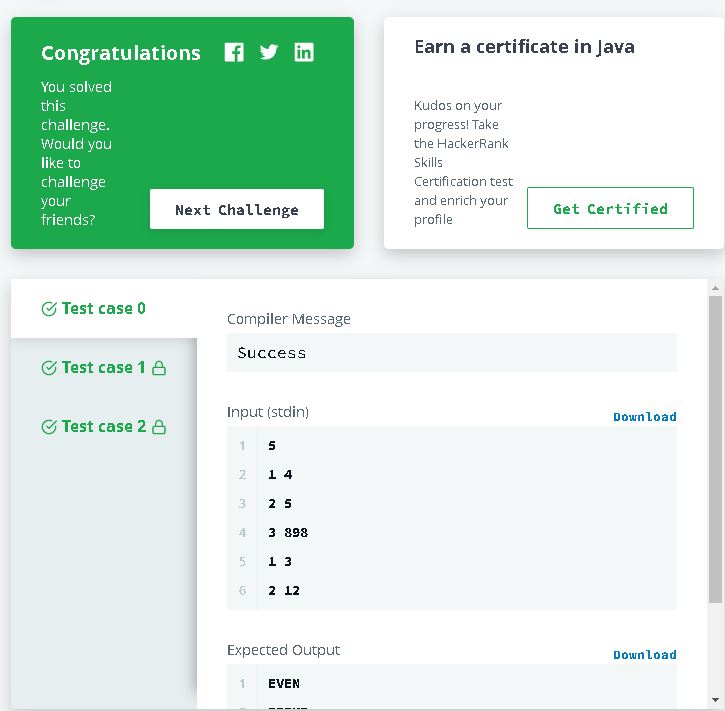 Congratulations
You solved
this
challenge.
Would you
like to
challenge
your
friends?
Next Challenge
Earn a certificate in Java
Kudos on your
progress! Take
the HackerRank
Skills
Certification test
and enrich your
profile
Get Certified
Test case 0
Test case 1
Test case 2
Compiler Message
Success
Input (stdin)
Download
1 5
2 1 4
3 2 5
4 3 898
5 1 3
6 2 12
Expected Output
Download
1 EVEN